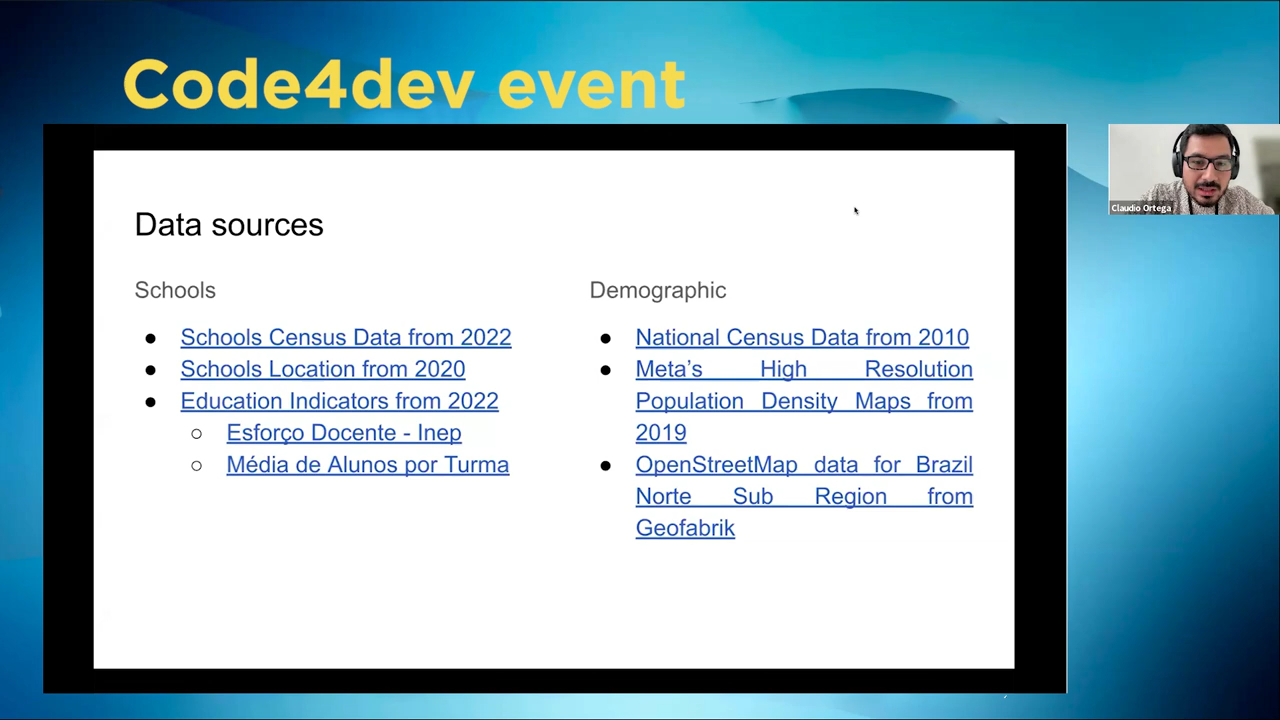 Code4dev event
Claudio Ortega
Data sources
Schools
Schools Census Data from 2022
Schools Location from 2020
Education Indicators from 2022
Esforço Docente - Inep
Média de Alunos por Turma
Demographic
National Census Data from 2010
Meta’s High Resolution
Population Density Maps from
2019
OpenStreetMap data for Brazil
Norte Sub Region from
Geofabrik